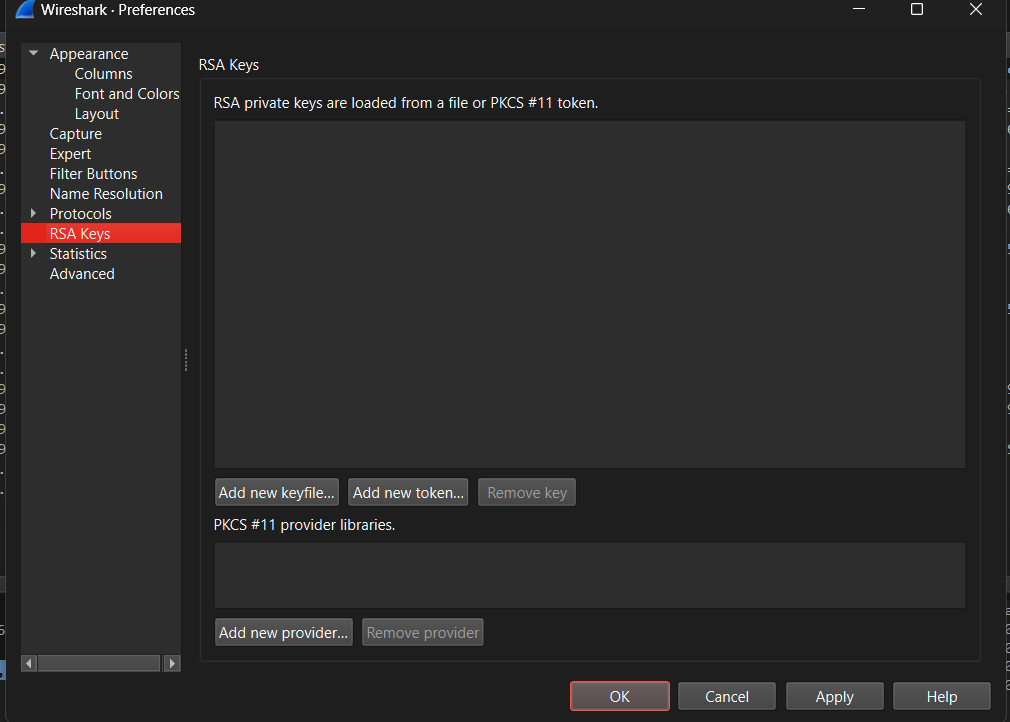 Wireshark · Preferences
Appearance
Columns
Font and Colors
Layout
Capture
Expert
Filter Buttons
Name Resolution
Protocols
RSA Keys
Statistics
Advanced
RSA Keys
RSA private keys are loaded from a file or PKCS #11 token.
Add new keyfile... Add new token... Remove key
PKCS #11 provider libraries.
Add new provider... Remove provider
OK Cancel Apply Help